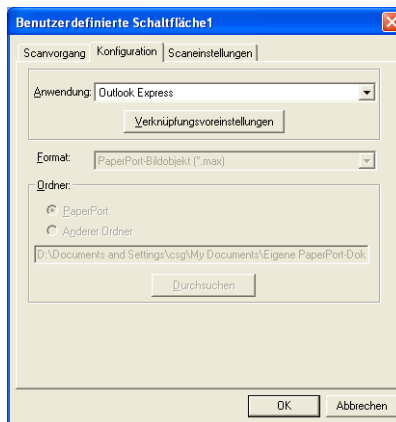 Benutzerdefinierte Schaltfläche1
Scanvorgang Konfiguration Scaneinstellungen
Anwendung: Outlook Express
Verknüpfungsvoreinstellungen
Format: PaperPort-Bildobjekt (*.max)
Ordner:
PaperPort
Anderer Ordner
D:\Documents and Settings\csg\My Documents\Eigene PaperPort-Dok
Durchsuchen
OK Abbrechen